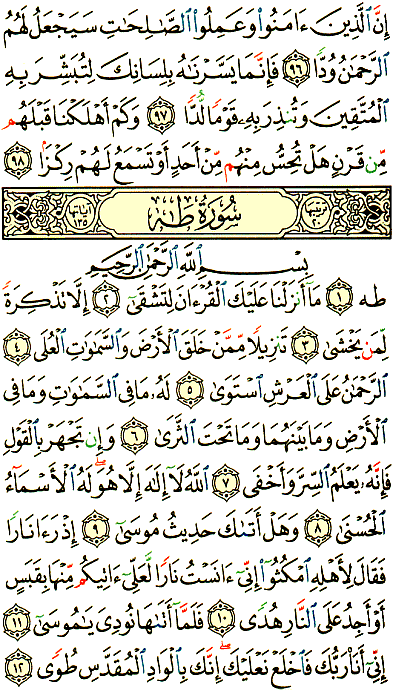 إِنَّ ٱلَّذِينَ ءَامَنُوا۟ وَعَمِلُوا۟ ٱلصَّـٰلِحَـٰتِ سَيَجْعَلُ لَهُمُ
ٱلرَّحْمَـٰنُ وُدًّا ٩٦ فَإِنَّمَا يَسَّرْنَـٰهُ بِلِسَانِكَ لِتُبَشِّرَ بِهِ
ٱلْمُتَّقِينَ وَتُنذِرَ بِهِۦ قَوْمًا لُّدًّا ٩٧ وَكَمْ أَهْلَكْنَا قَبْلَهُم
مِّن قَرْنٍ هَلْ تُحِسُّ مِنْهُم مِّنْ أَحَدٍ أَوْ تَسْمَعُ لَهُمْ رِكْزًۢا ٩٨
سُورَةُ طه
بِسْمِ ٱللَّهِ ٱلرَّحْمَـٰنِ ٱلرَّحِيمِ
طه ١ مَآ أَنزَلْنَا عَلَيْكَ ٱلْقُرْءَانَ لِتَشْقَىٰٓ ٢ إِلَّا تَذْكِرَةً
لِّمَن يَخْشَىٰ ٣ تَنزِيلًا مِّمَّنْ خَلَقَ ٱلْأَرْضَ وَٱلسَّمَـٰوَٰتِ ٱلْعُلَى ٤
ٱلرَّحْمَـٰنُ عَلَى ٱلْعَرْشِ ٱسْتَوَىٰ ٥ لَهُۥ مَا فِى ٱلسَّمَـٰوَٰتِ وَمَا فِى
ٱلْأَرْضِ وَمَا بَيْنَهُمَا وَمَا تَحْتَ ٱلثَّرَىٰ ٦ وَإِن تَجْهَرْ بِٱلْقَوْلِ
فَإِنَّهُۥ يَعْلَمُ ٱلسِّرَّ وَأَخْفَى ٧ ٱللَّهُ لَآ إِلَـٰهَ إِلَّا هُوَ ۖ لَهُ ٱلْأَسْمَآءُ
ٱلْحُسْنَىٰ ٨ وَهَلْ أَتَىٰكَ حَدِيثُ مُوسَىٰٓ ٩ إِذْ رَءَا نَارًا
فَقَالَ لِأَهْلِهِ ٱمْكُثُوٓا۟ إِنِّىٓ ءَانَسْتُ نَارًا لَّعَلِّىٓ ءَاتِيكُم مِّنْهَا بِقَبَسٍ
أَوْ أَجِدُ عَلَى ٱلنَّارِ هُدًى ١٠ فَلَمَّآ أَتَىٰهَا نُودِىَ يَـٰمُوسَىٰٓ ١١
إِنِّىٓ أَنَا۠ رَبُّكَ فَٱخْلَعْ نَعْلَيْكَ ۖ إِنَّكَ بِٱلْوَادِ ٱلْمُقَدَّسِ طُوًى ١٢